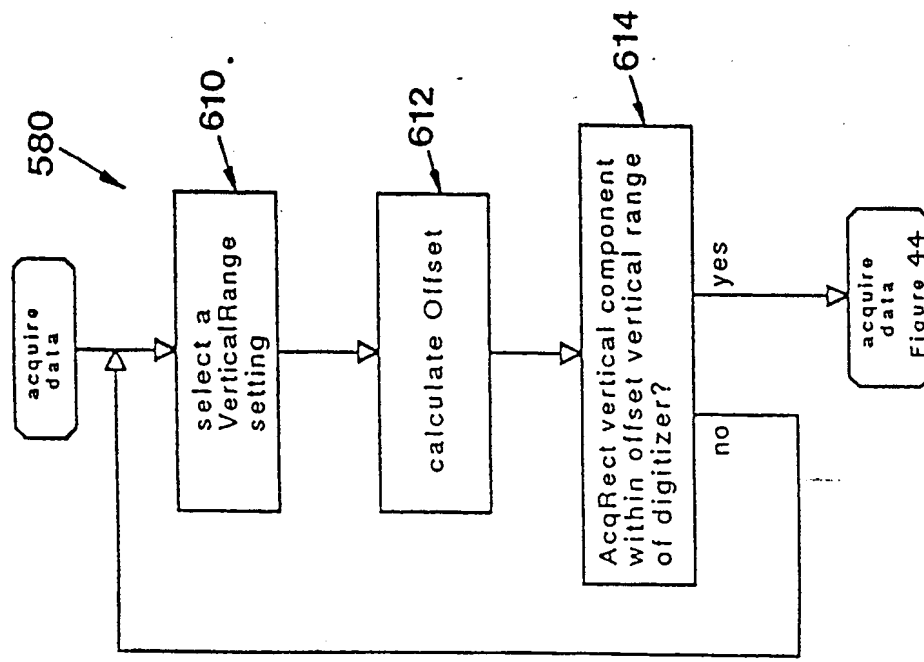 580
acquire
data
610.
select a
VerticalRange
setting
612
calculate Offset
614
AcqRect vertical component
within offset vertical range
of digitizer?
no
yes
acquire
data
Figure 44